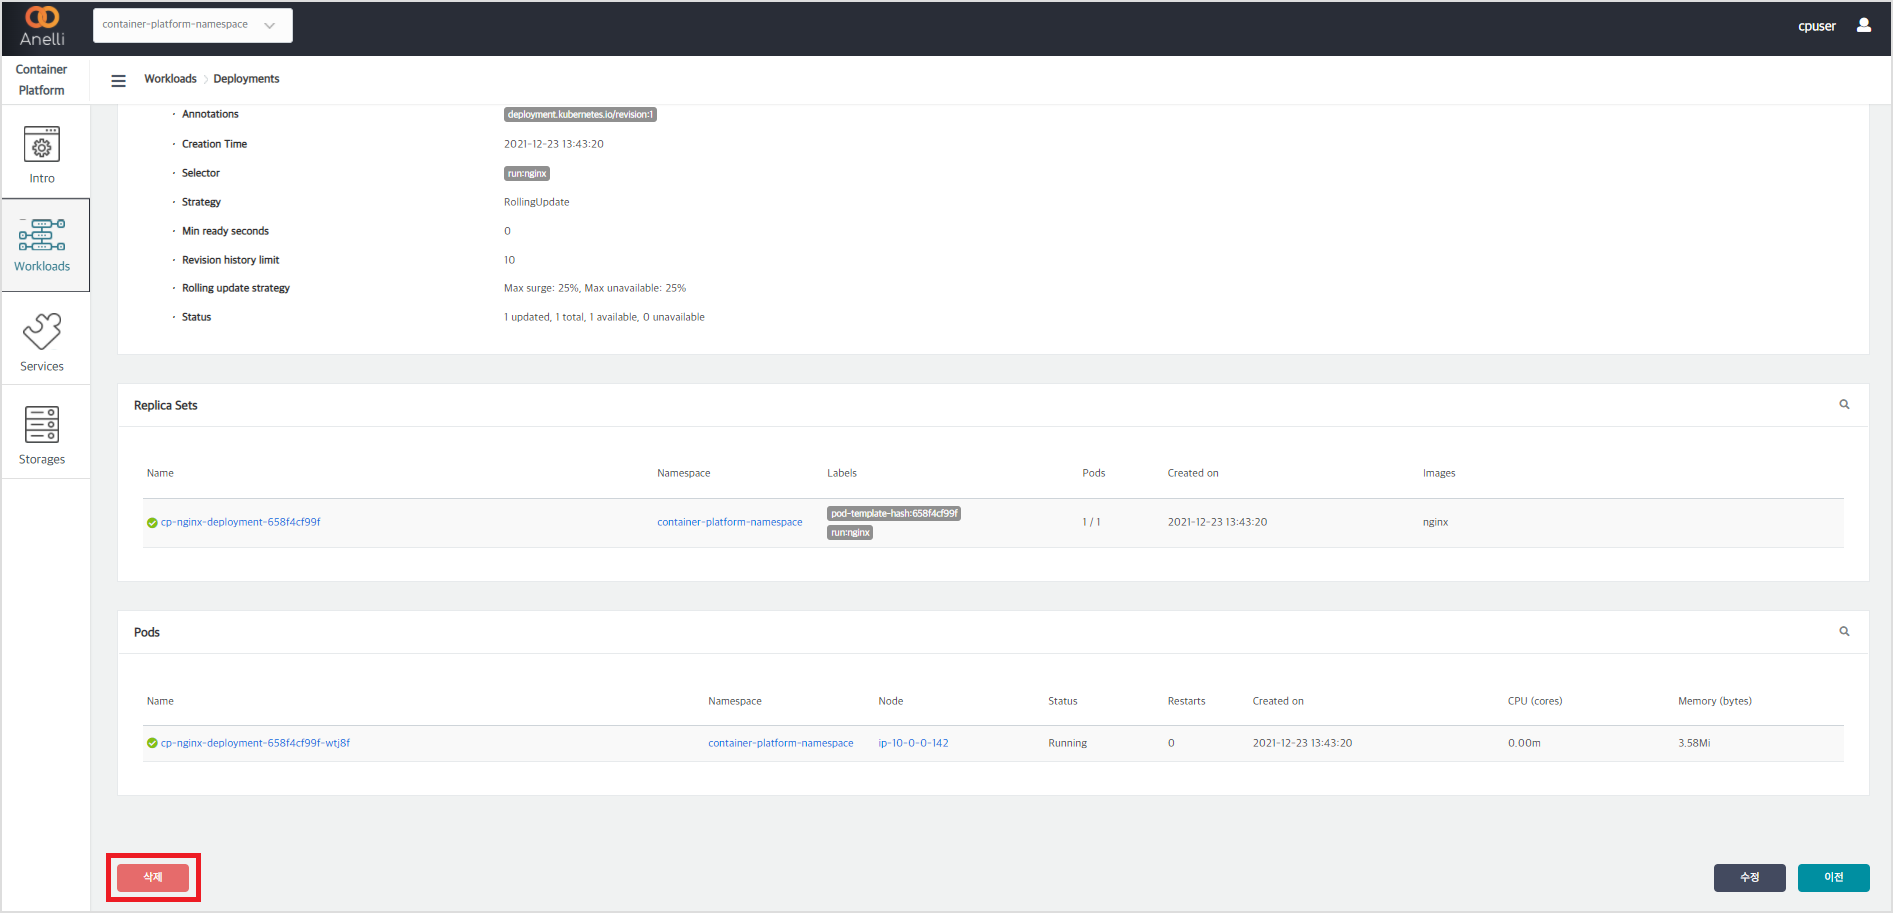 Anelli
container-platform-namespace
cpuser
Container
Platform
Workloads Deployments
Intro
Workloads
Services
Storages
Annotations deployment.kubernetes.io/revision:1
Creation Time 2021-12-23 13:43:20
Selector run:nginx
Strategy RollingUpdate
Min ready seconds 0
Revision history limit 10
Rolling update strategy Max surge: 25%, Max unavailable: 25%
Status 1 updated, 1 total, 1 available, 0 unavailable
Replica Sets
Name Namespace Labels Pods Created on Images
cp-nginx-deployment-658f4cf99f container-platform-namespace pod-template-hash:658f4cf99f 1 / 1 2021-12-23 13:43:20 nginx
run:nginx
Pods
Name Namespace Node Status Restarts Created on CPU (cores) Memory (bytes)
cp-nginx-deployment-658f4cf99f-wtj8f container-platform-namespace ip-10-0-0-142 Running 0 2021-12-23 13:43:20 0.00m 3.58Mi
삭제 수정 이전